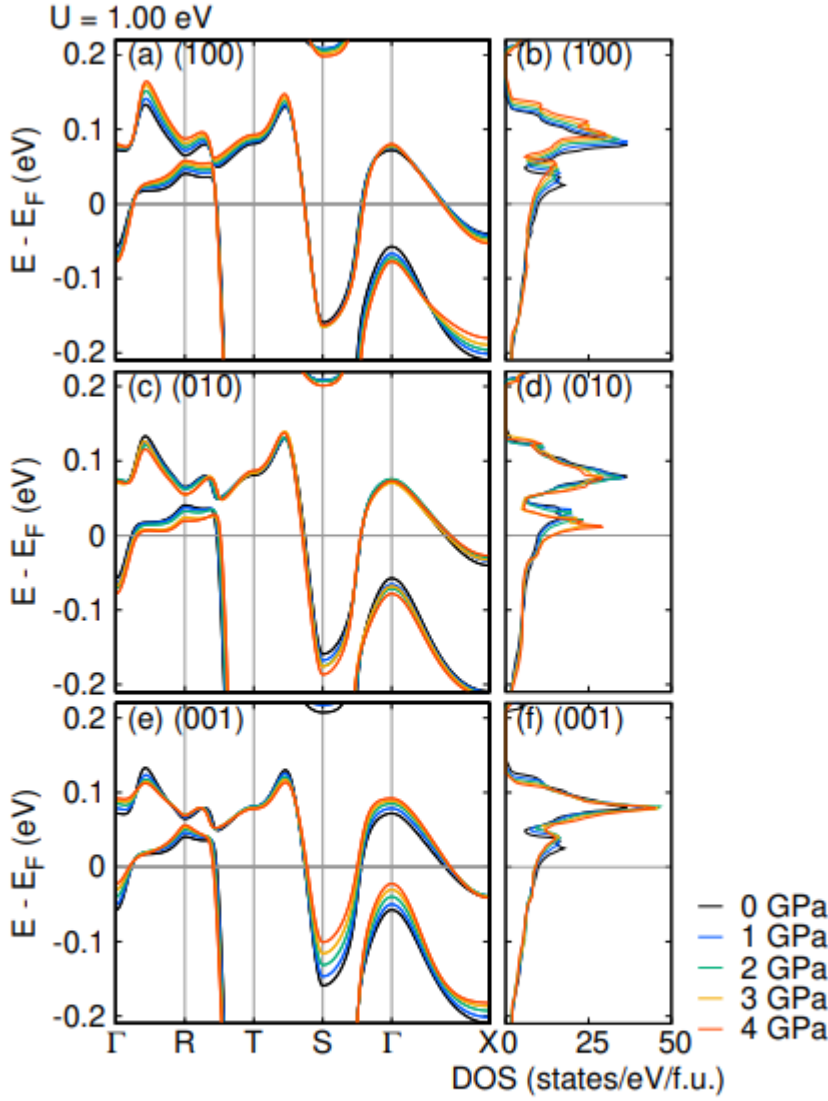 U = 1.00 eV
(a) (100)
(b) (100)
0.2
0.1
0
-0.1
-0.2
E - E_F (eV)
(c) (010)
(d) (010)
0.2
0.1
0
-0.1
-0.2
E - E_F (eV)
(e) (001)
(f) (001)
0.2
0.1
0
-0.1
-0.2
E - E_F (eV)
Γ R T S Γ X
0 25 50
DOS (states/eV/f.u.)
0 GPa
1 GPa
2 GPa
3 GPa
4 GPa